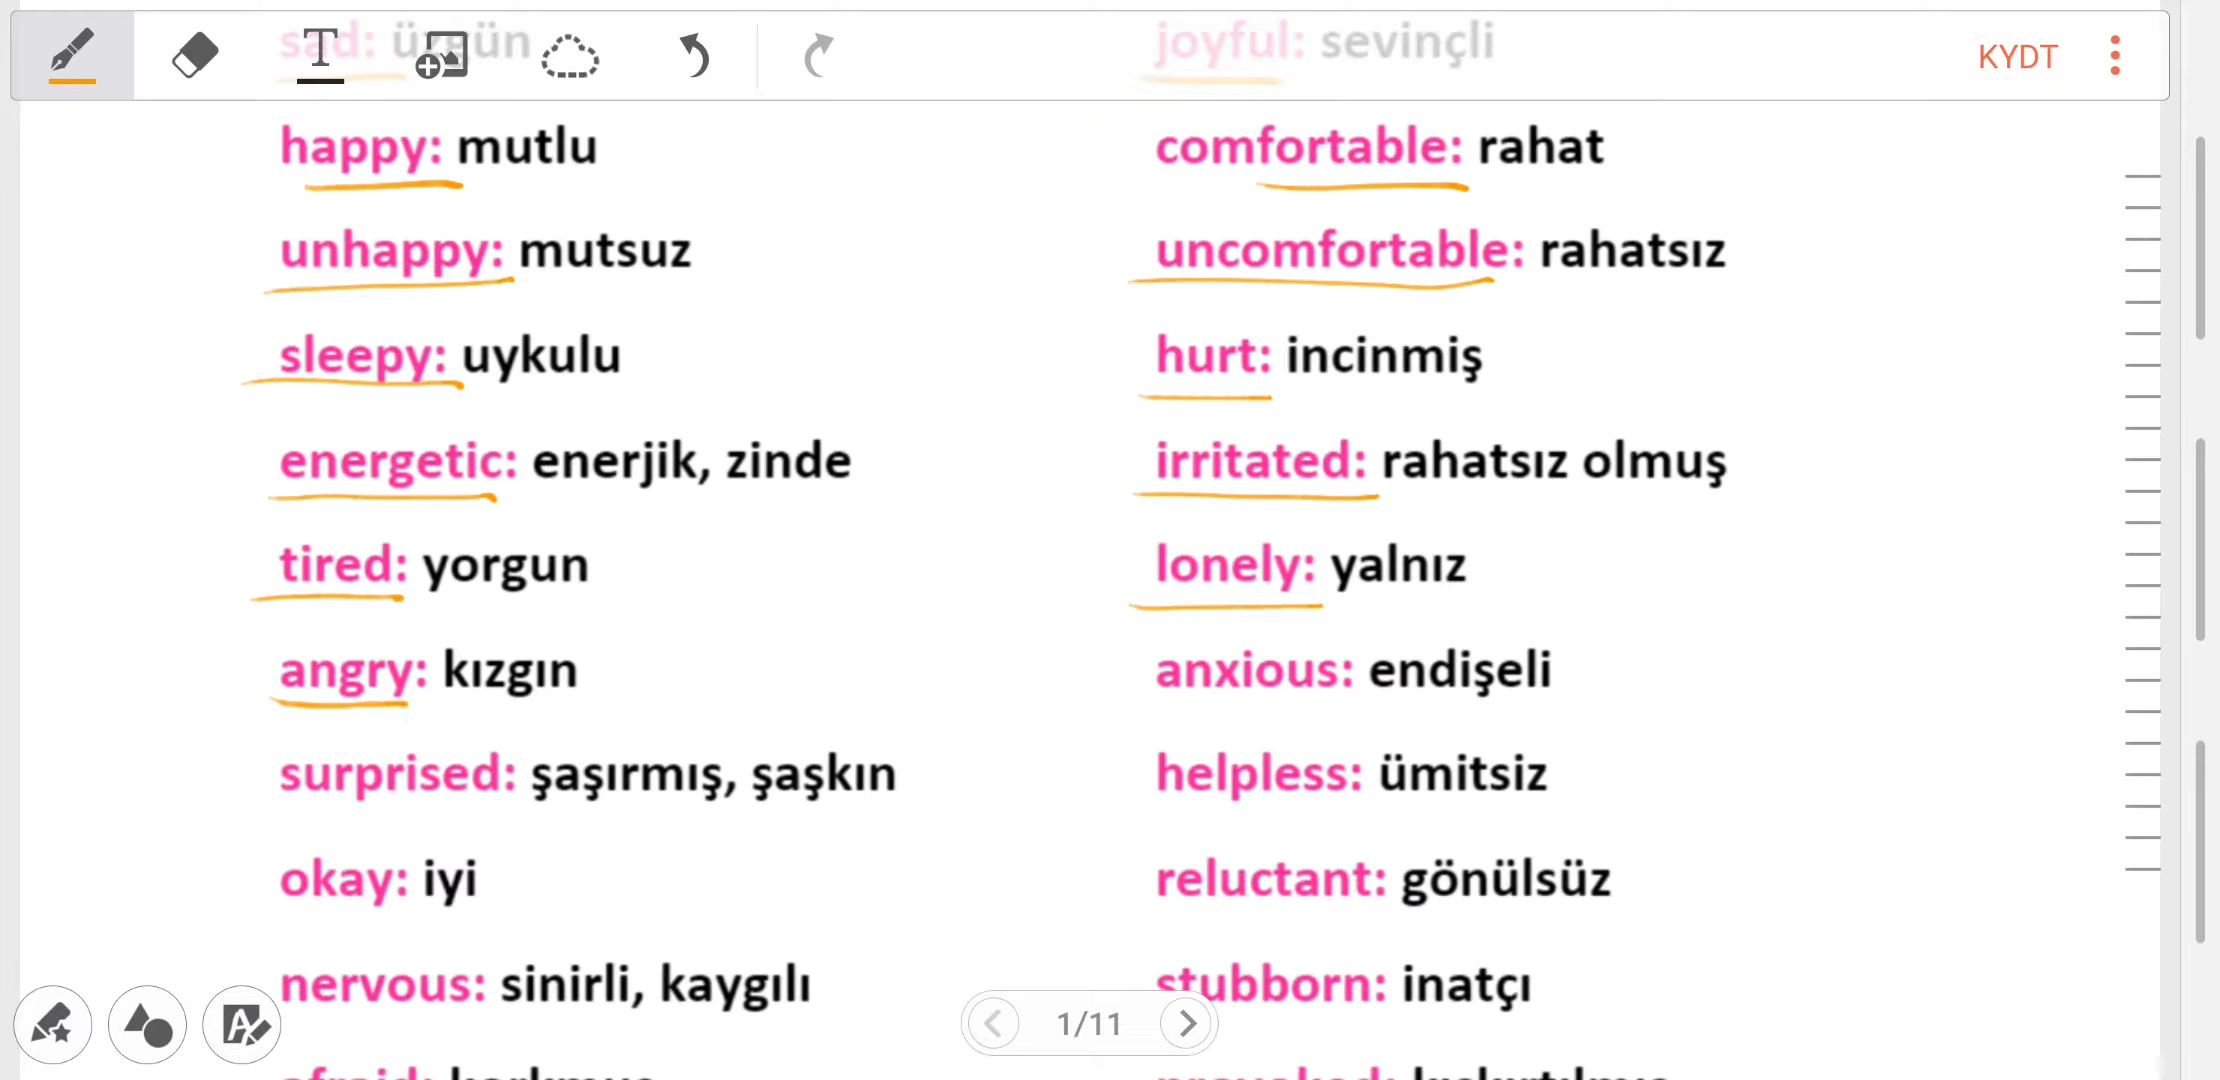 sad: üzgün
joyful: sevinçli
KYDT
happy: mutlu
comfortable: rahat
unhappy: mutsuz
uncomfortable: rahatsız
sleepy: uykulu
hurt: incinmiş
energetic: enerjik, zinde
irritated: rahatsız olmuş
tired: yorgun
lonely: yalnız
angry: kızgın
anxious: endişeli
surprised: şaşırmış, şaşkın
helpless: ümitsiz
okay: iyi
reluctant: gönülsüz
nervous: sinirli, kaygılı
stubborn: inatçı
1/11